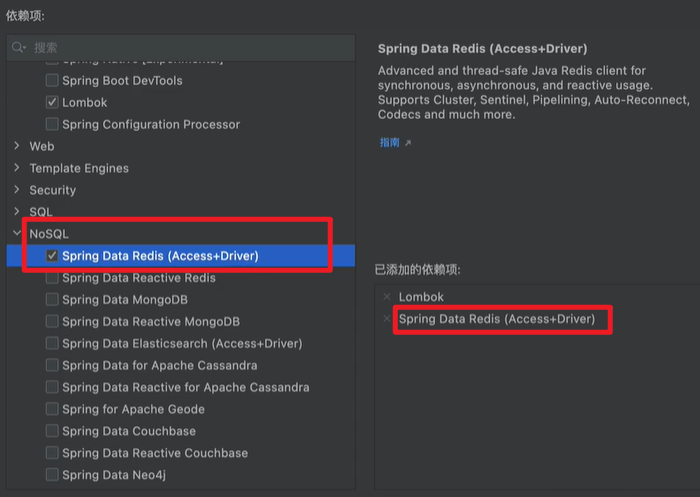 依赖项:
搜索
Spring Native [Experimental]
Spring Boot DevTools
Lombok
Spring Configuration Processor
Web
Template Engines
Security
SQL
NoSQL
Spring Data Redis (Access+Driver)
Spring Data Reactive Redis
Spring Data MongoDB
Spring Data Reactive MongoDB
Spring Data Elasticsearch (Access+Driver)
Spring Data for Apache Cassandra
Spring Data Reactive for Apache Cassandra
Spring for Apache Geode
Spring Data Couchbase
Spring Data Reactive Couchbase
Spring Data Neo4j
Spring Data Redis (Access+Driver)
Advanced and thread-safe Java Redis client for
synchronous, asynchronous, and reactive usage.
Supports Cluster, Sentinel, Pipelining, Auto-Reconnect,
Codecs and much more.
指南 ↗
已添加的依赖项:
Lombok
Spring Data Redis (Access+Driver)